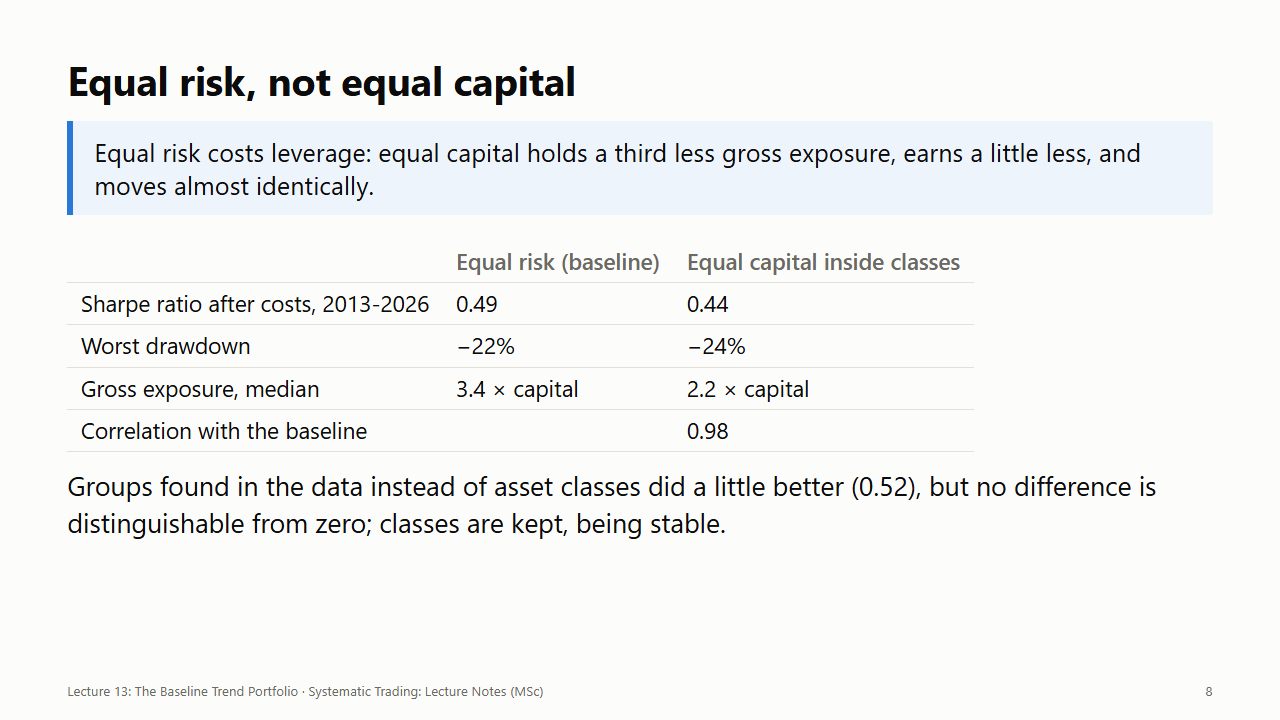 Equal risk, not equal capital
Equal risk costs leverage: equal capital holds a third less gross exposure, earns a little less, and
moves almost identically.
Equal risk (baseline) Equal capital inside classes
Sharpe ratio after costs, 2013-2026 0.49 0.44
Worst drawdown −22% −24%
Gross exposure, median 3.4 × capital 2.2 × capital
Correlation with the baseline 0.98
Groups found in the data instead of asset classes did a little better (0.52), but no difference is
distinguishable from zero; classes are kept, being stable.
Lecture 13: The Baseline Trend Portfolio · Systematic Trading: Lecture Notes (MSc) 8